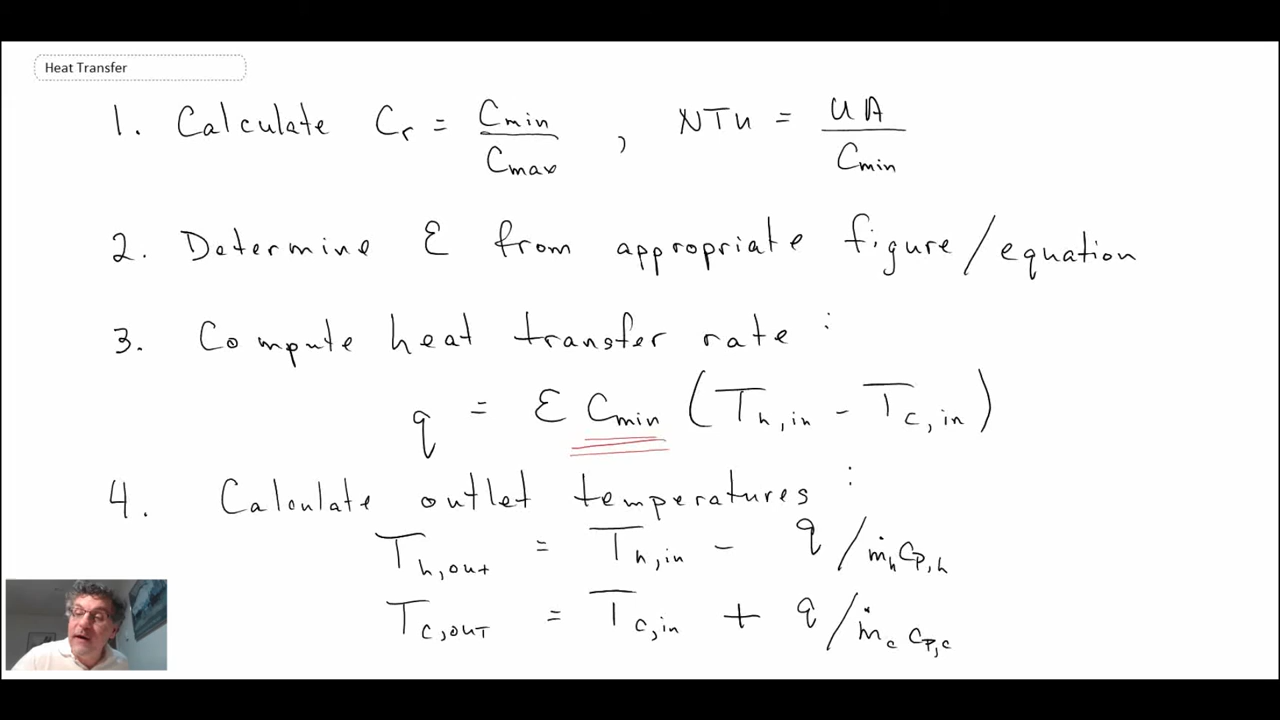 Heat Transfer
1. Calculate Cr = Cmin / Cmax , NTU = UA / Cmin
2. Determine ε from appropriate figure/equation
3. Compute heat transfer rate :
q = ε Cmin (Th,in - Tc,in)
4. Calculate outlet temperatures :
Th,out = Th,in - q / ṁh cp,h
Tc,out = Tc,in + q / ṁc cp,c